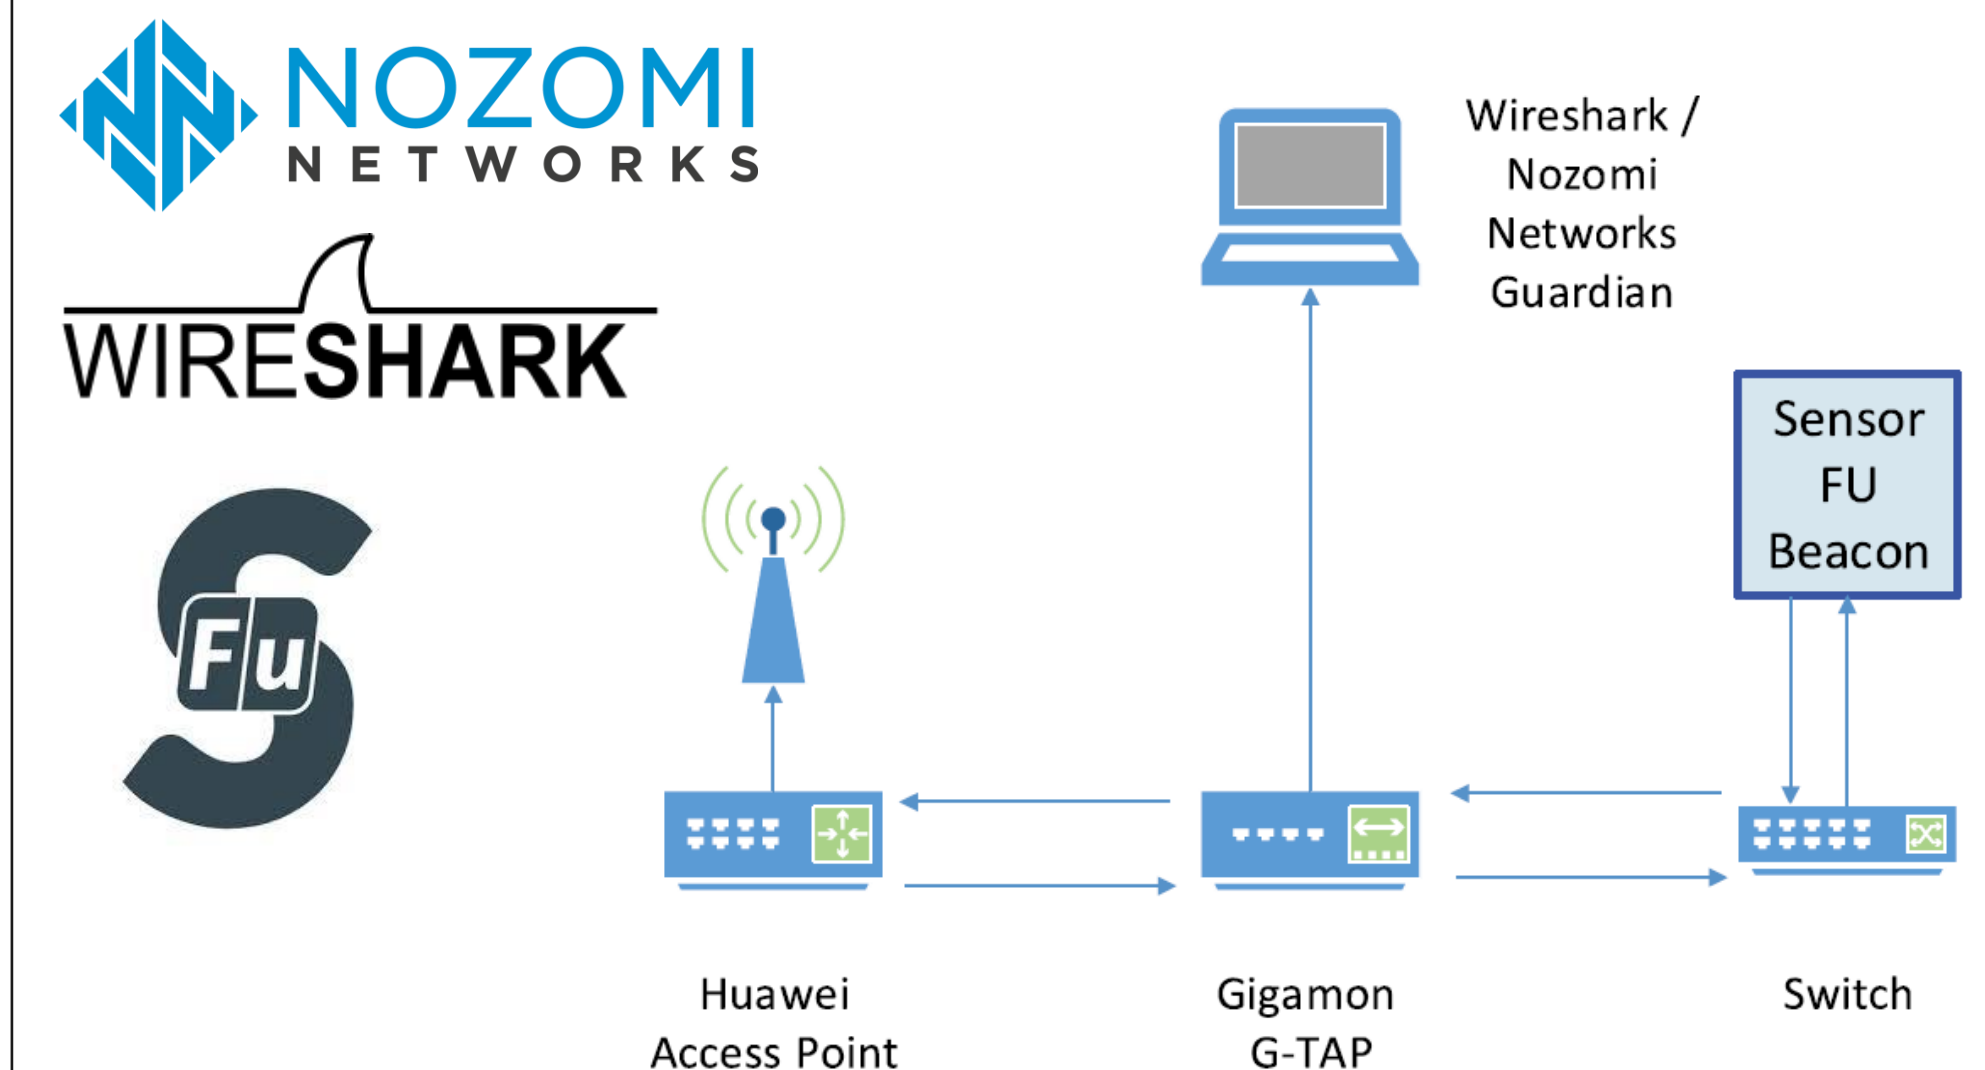 NOZOMI
NETWORKS
WIRESHARK
Fu
Wireshark /
Nozomi
Networks
Guardian
Sensor
FU
Beacon
Huawei
Access Point
Gigamon
G-TAP
Switch